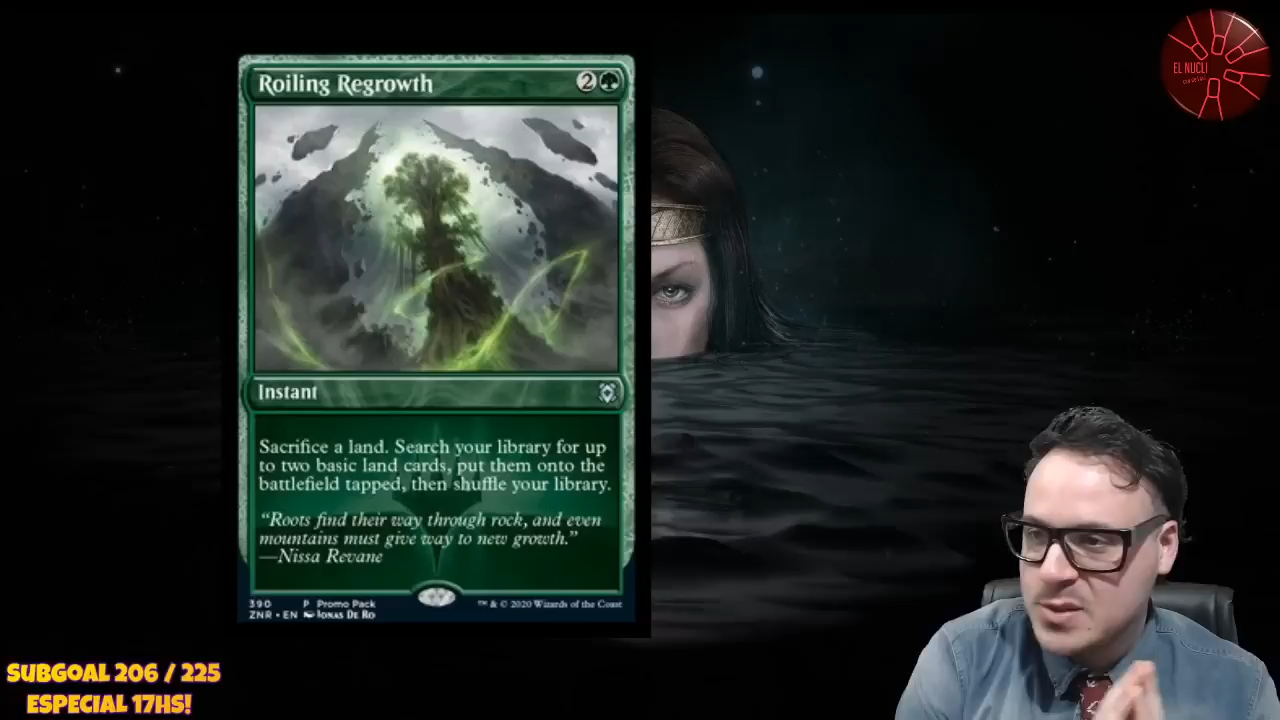 Roiling Regrowth 2
EL NUCLI
Instant
Sacrifice a land. Search your library for up
to two basic land cards, put them onto the
battlefield tapped, then shuffle your library.
"Roots find their way through rock, and even
mountains must give way to new growth."
—Nissa Revane
390 P Promo Pack ™ & © 2020 Wizards of the Coast
ZNR • EN JONAS DE RO
SUBGOAL 206 / 225
ESPECIAL 17HS!